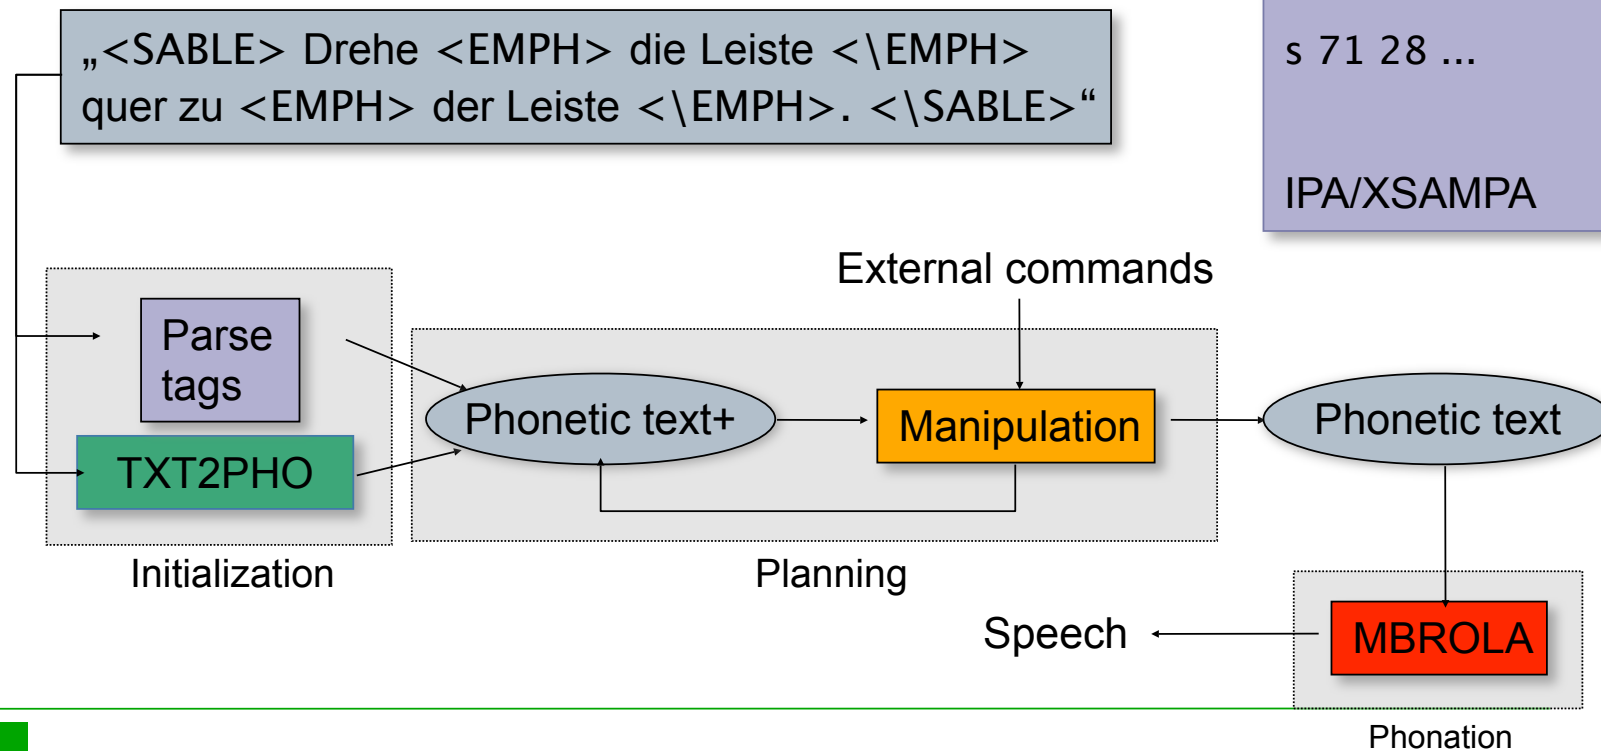 „<SABLE> Drehe <EMPH> die Leiste <\EMPH>
quer zu <EMPH> der Leiste <\EMPH>. <\SABLE>“
s 71 28 ...
IPA/XSAMPA
External commands
Parse
tags
TXT2PHO
Initialization
Phonetic text+
Manipulation
Planning
Phonetic text
Speech
MBROLA
Phonation